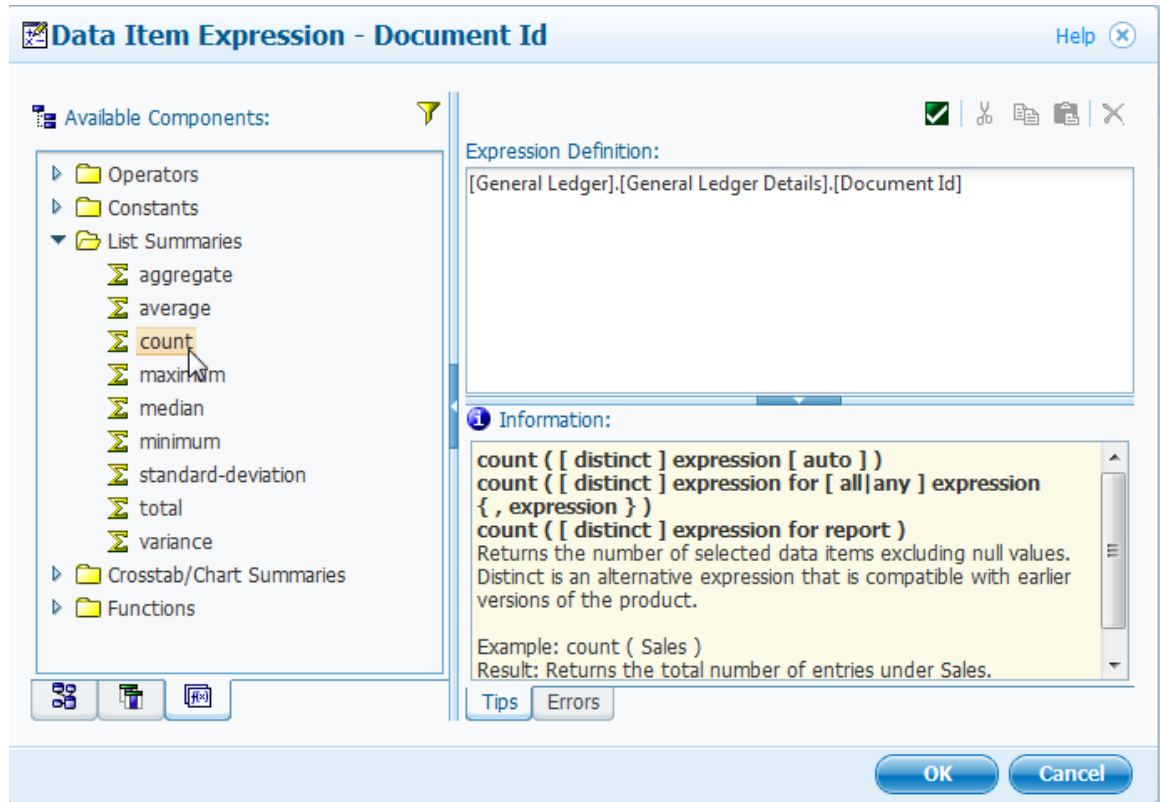 Data Item Expression - Document Id
Help
Available Components:
Operators
Constants
List Summaries
aggregate
average
count
maximum
median
minimum
standard-deviation
total
variance
Crosstab/Chart Summaries
Functions
f(x)
Expression Definition:
[General Ledger].[General Ledger Details].[Document Id]
Information:
count ( [ distinct ] expression [ auto ] )
count ( [ distinct ] expression for [ all|any ] expression
{ , expression } )
count ( [ distinct ] expression for report )
Returns the number of selected data items excluding null values.
Distinct is an alternative expression that is compatible with earlier
versions of the product.
Example: count ( Sales )
Result: Returns the total number of entries under Sales.
Tips Errors
OK Cancel